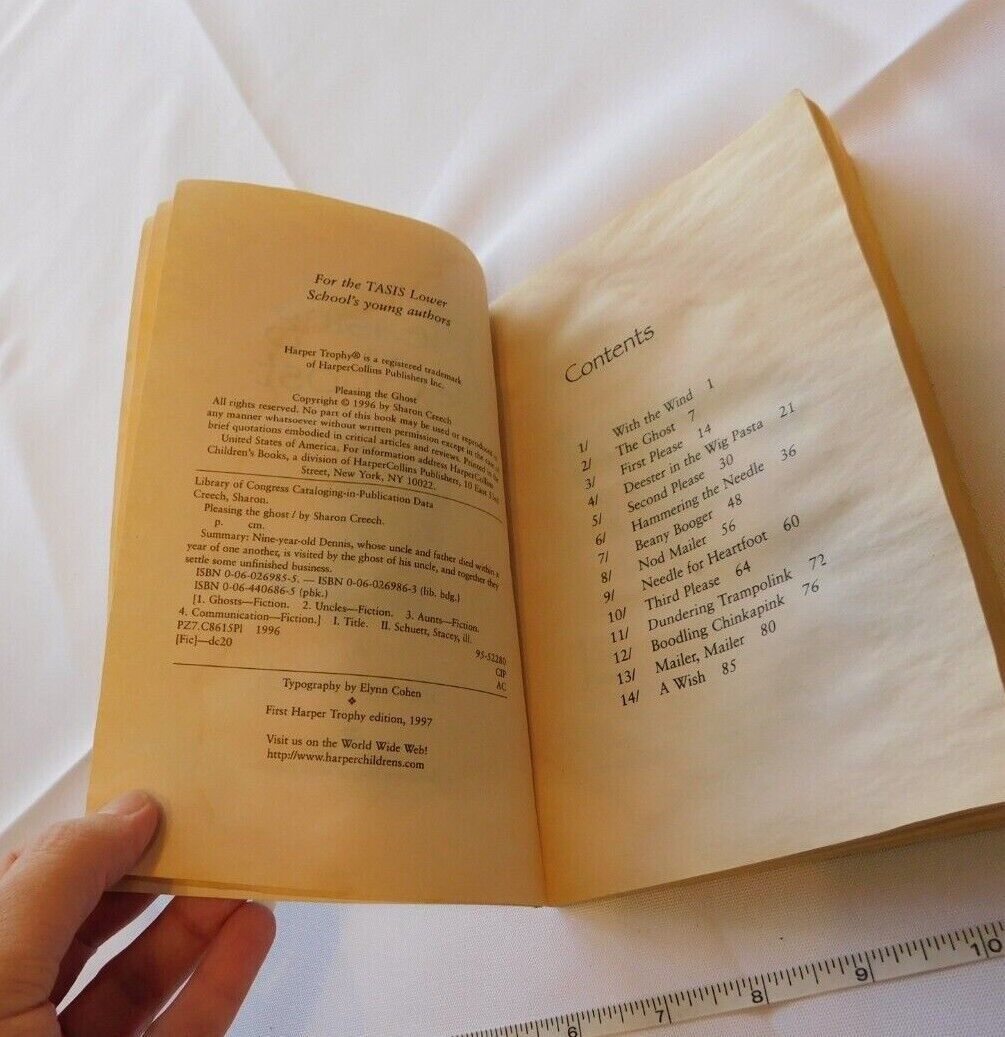 For the TASIS Lower
School's young authors
Harper Trophy® is a registered trademark
of HarperCollins Publishers Inc.
Pleasing the Ghost
Copyright © 1996 by Sharon Creech
All rights reserved. No part of this book may be used or reproduced in
any manner whatsoever without written permission except in the case of
brief quotations embodied in critical articles and reviews. Printed in the
United States of America. For information address HarperCollins
Children's Books, a division of HarperCollins Publishers, 10 East 53rd
Street, New York, NY 10022.
Library of Congress Cataloging-in-Publication Data
Creech, Sharon.
Pleasing the ghost / by Sharon Creech.
p. cm.
Summary: Nine-year-old Dennis, whose uncle and father died within a
year of one another, is visited by the ghost of his uncle, and together they
settle some unfinished business.
ISBN 0-06-026985-5. — ISBN 0-06-026986-3 (lib. bdg.)
ISBN 0-06-440686-5 (pbk.)
[1. Ghosts—Fiction. 2. Uncles—Fiction. 3. Aunts—Fiction.
4. Communication—Fiction.] I. Title. II. Schuett, Stacey, ill.
PZ7.C8615Pl 1996
95-52280
[Fic]—dc20
CIP
AC
Typography by Elynn Cohen
❖
First Harper Trophy edition, 1997
Visit us on the World Wide Web!
http://www.harperchildrens.com
Contents
1/ With the Wind 1
2/ The Ghost 7
3/ First Please 14
4/ Deester in the Wig Pasta 21
5/ Second Please 30
6/ Hammering the Needle 36
7/ Beany Booger 48
8/ Nod Mailer 56
9/ Needle for Heartfoot 60
10/ Third Please 64
11/ Dundering Trampolink 72
12/ Boodling Chinkapink 76
13/ Mailer, Mailer 80
14/ A Wish 85
6 7 8 9 10